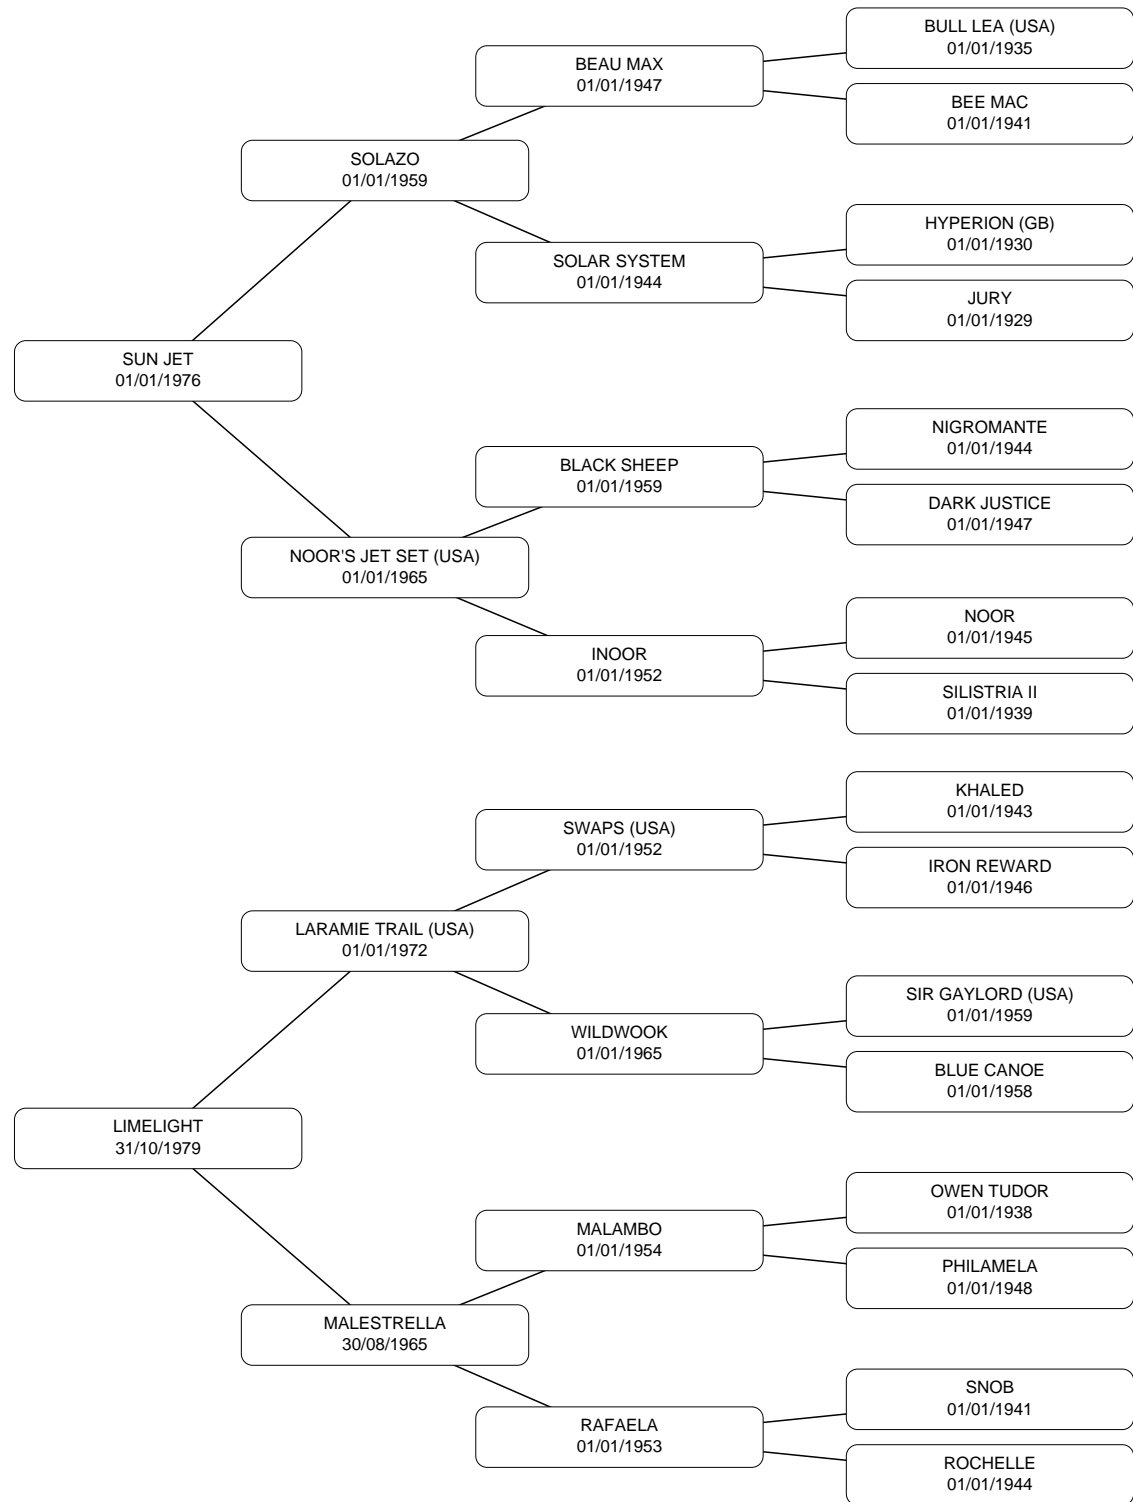 BULL LEA (USA)
01/01/1935
BEAU MAX
01/01/1947
BEE MAC
01/01/1941
SOLAZO
01/01/1959
HYPERION (GB)
01/01/1930
SOLAR SYSTEM
01/01/1944
JURY
01/01/1929
SUN JET
01/01/1976
NIGROMANTE
01/01/1944
BLACK SHEEP
01/01/1959
DARK JUSTICE
01/01/1947
NOOR'S JET SET (USA)
01/01/1965
NOOR
01/01/1945
INOOR
01/01/1952
SILISTRIA II
01/01/1939
KHALED
01/01/1943
SWAPS (USA)
01/01/1952
IRON REWARD
01/01/1946
LARAMIE TRAIL (USA)
01/01/1972
SIR GAYLORD (USA)
01/01/1959
WILDWOOK
01/01/1965
BLUE CANOE
01/01/1958
LIMELIGHT
31/10/1979
OWEN TUDOR
01/01/1938
MALAMBO
01/01/1954
PHILAMELA
01/01/1948
MALESTRELLA
30/08/1965
SNOB
01/01/1941
RAFAELA
01/01/1953
ROCHELLE
01/01/1944